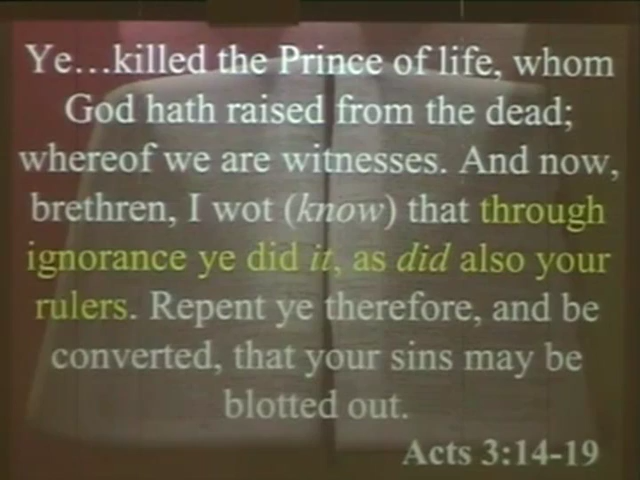 Ye…killed the Prince of life, whom
God hath raised from the dead;
whereof we are witnesses. And now,
brethren, I wot (know) that through
ignorance ye did it, as did also your
rulers. Repent ye therefore, and be
converted, that your sins may be
blotted out.
Acts 3:14-19